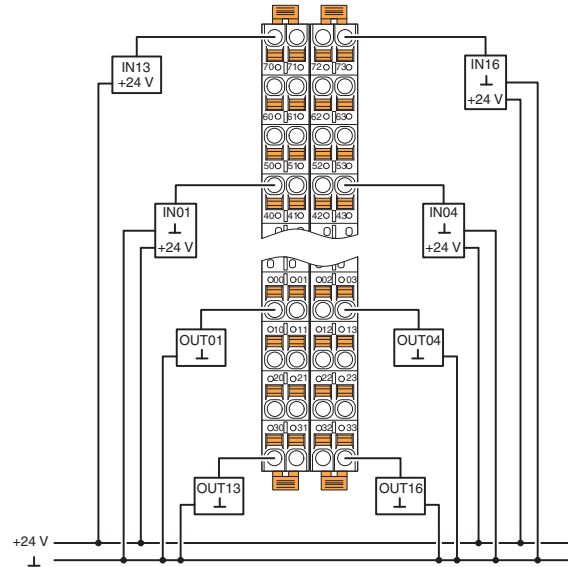 70 71 72 73
IN13
+24 V
IN16
⊥
+24 V
60 61 62 63
50 51 52 53
IN01
⊥
+24 V
40 41 42 43
IN04
⊥
+24 V
00 01 02 03
OUT01
⊥
10 11 12 13
OUT04
⊥
20 21 22 23
30 31 32 33
OUT13
⊥
OUT16
⊥
+24 V
⊥